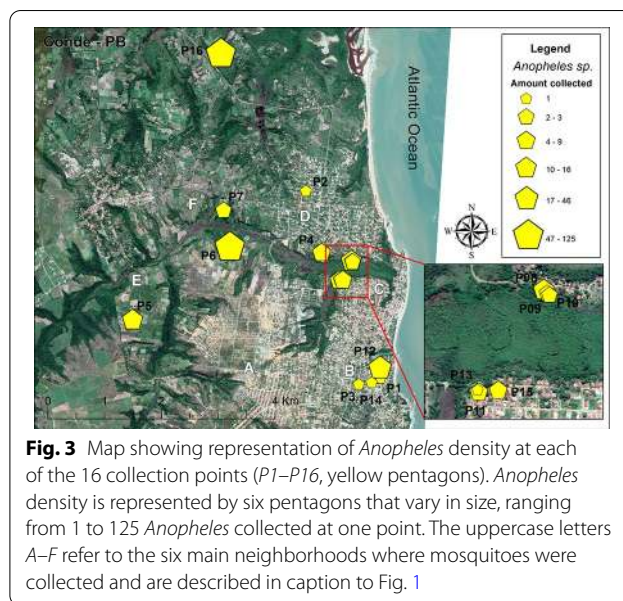 Conde - PB
P16
Atlantic Ocean
Legend
Anopheles sp.
Amount collected
1
2 - 3
4 - 8
10 - 16
17 - 46
47 - 125
N
W E
S
P2
F P7
D
P4
P6
E
P5
C
A
P12
B
P3 P1
P14
0 1 2 4 Km
P08
P09 P10
P13
P15
P11
Fig. 3 Map showing representation of Anopheles density at each
of the 16 collection points (P1–P16, yellow pentagons). Anopheles
density is represented by six pentagons that vary in size, ranging
from 1 to 125 Anopheles collected at one point. The uppercase letters
A–F refer to the six main neighborhoods where mosquitoes were
collected and are described in caption to Fig. 1